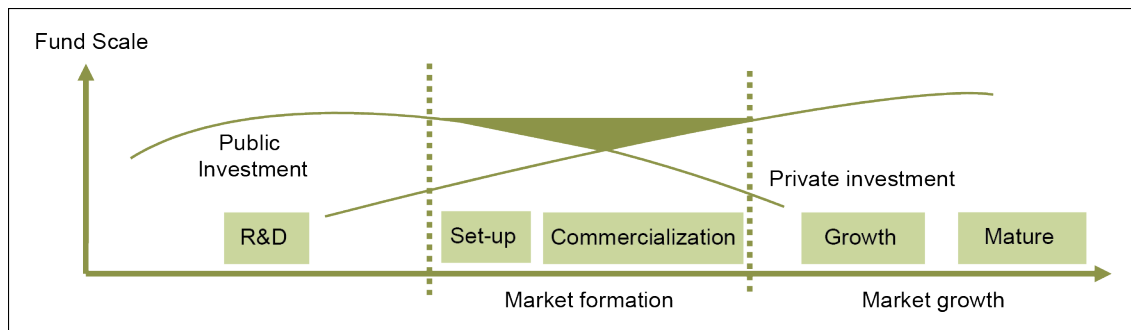 Fund Scale
Public
Investment
Private investment
R&D
Set-up
Commercialization
Growth
Mature
Market formation
Market growth